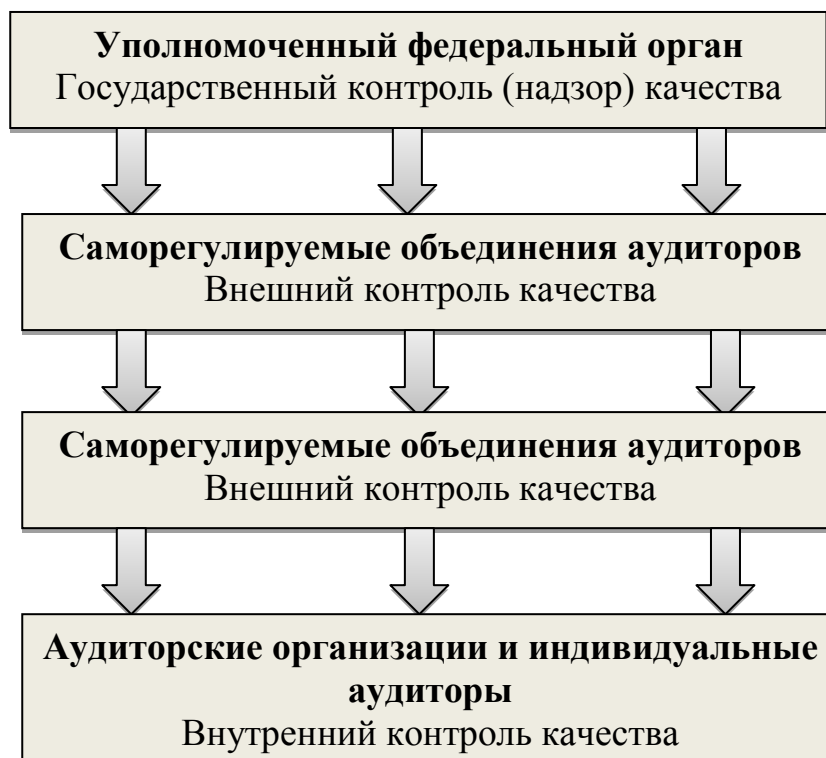 Уполномоченный федеральный орган
Государственный контроль (надзор) качества
Саморегулируемые объединения аудиторов
Внешний контроль качества
Саморегулируемые объединения аудиторов
Внешний контроль качества
Аудиторские организации и индивидуальные
аудиторы
Внутренний контроль качества